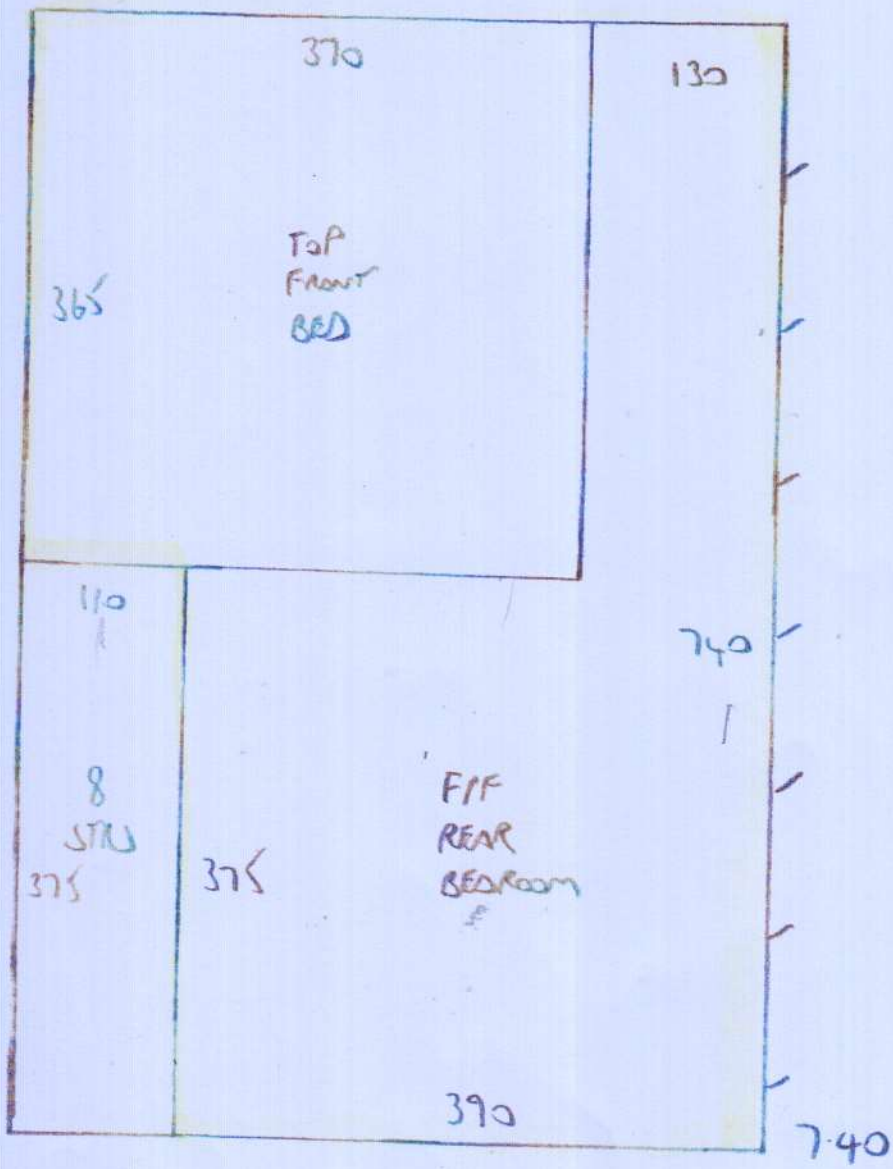 370
130
TOP
FRONT
BED
365
110
740
8
STRS
375
375
F/F
REAR
BEDROOM
390
7.40